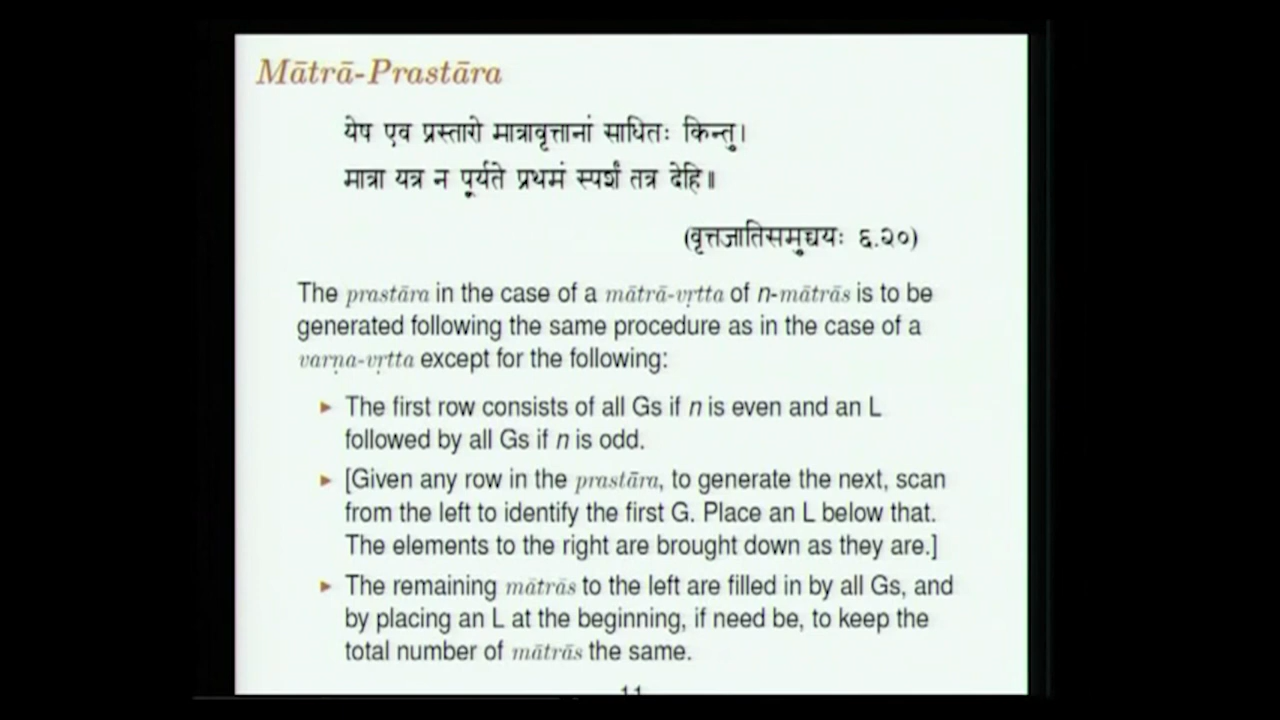 Mātrā-Prastāra
येष एव प्रस्तारो मात्रावृत्तानां साधितः किन्तु।
मात्रा यत्र न पूर्यते प्रथमं स्पर्शं तत्र देहि॥
(वृत्तजातिसमुच्चयः ६.२०)
The prastāra in the case of a mātrā-vṛtta of n-mātrās is to be
generated following the same procedure as in the case of a
varṇa-vṛtta except for the following:
► The first row consists of all Gs if n is even and an L
followed by all Gs if n is odd.
► [Given any row in the prastāra, to generate the next, scan
from the left to identify the first G. Place an L below that.
The elements to the right are brought down as they are.]
► The remaining mātrās to the left are filled in by all Gs, and
by placing an L at the beginning, if need be, to keep the
total number of mātrās the same.
11